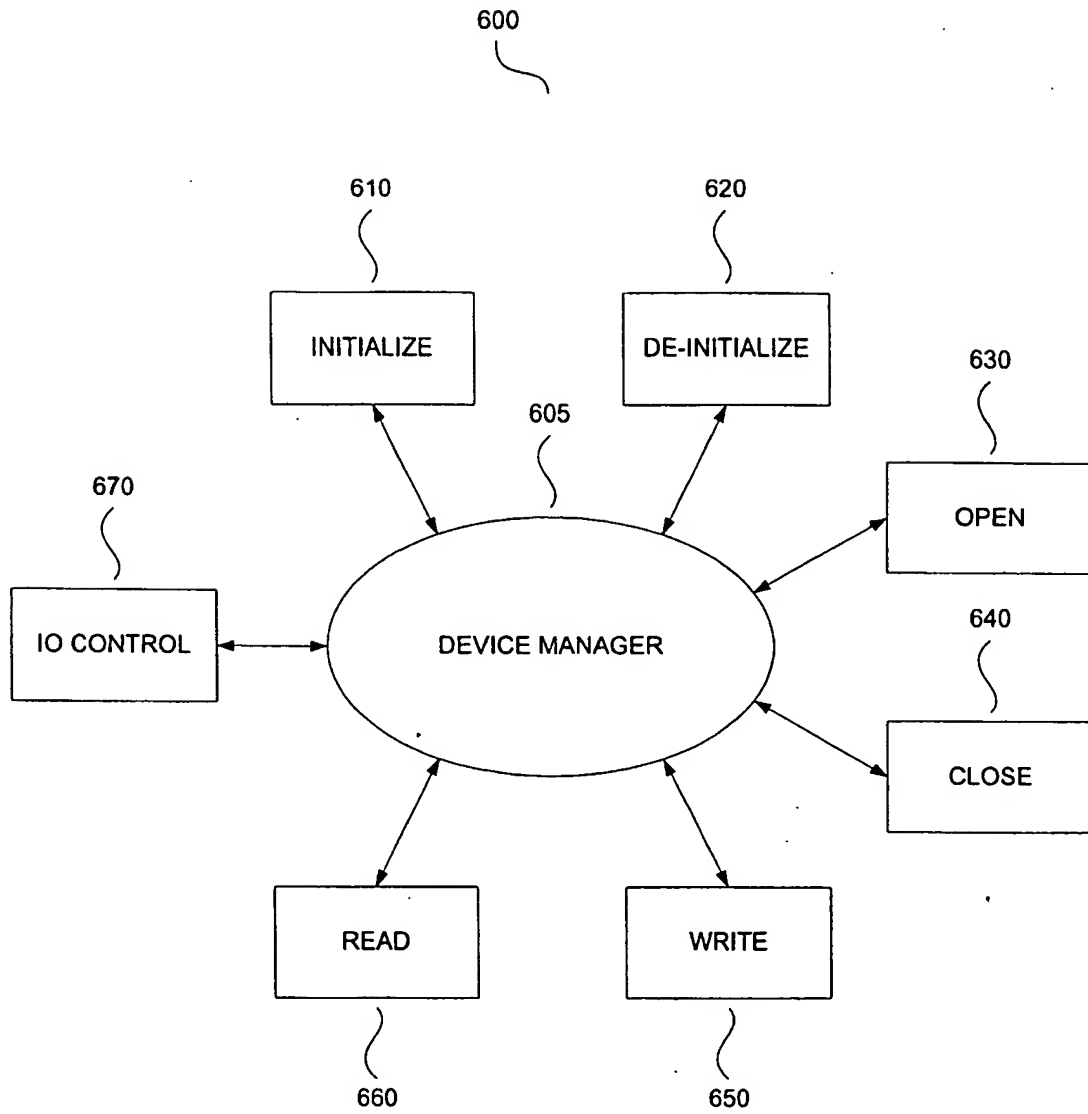 600
610
620
INITIALIZE
DE-INITIALIZE
630
605
OPEN
670
IO CONTROL
DEVICE MANAGER
640
CLOSE
READ
WRITE
660
650